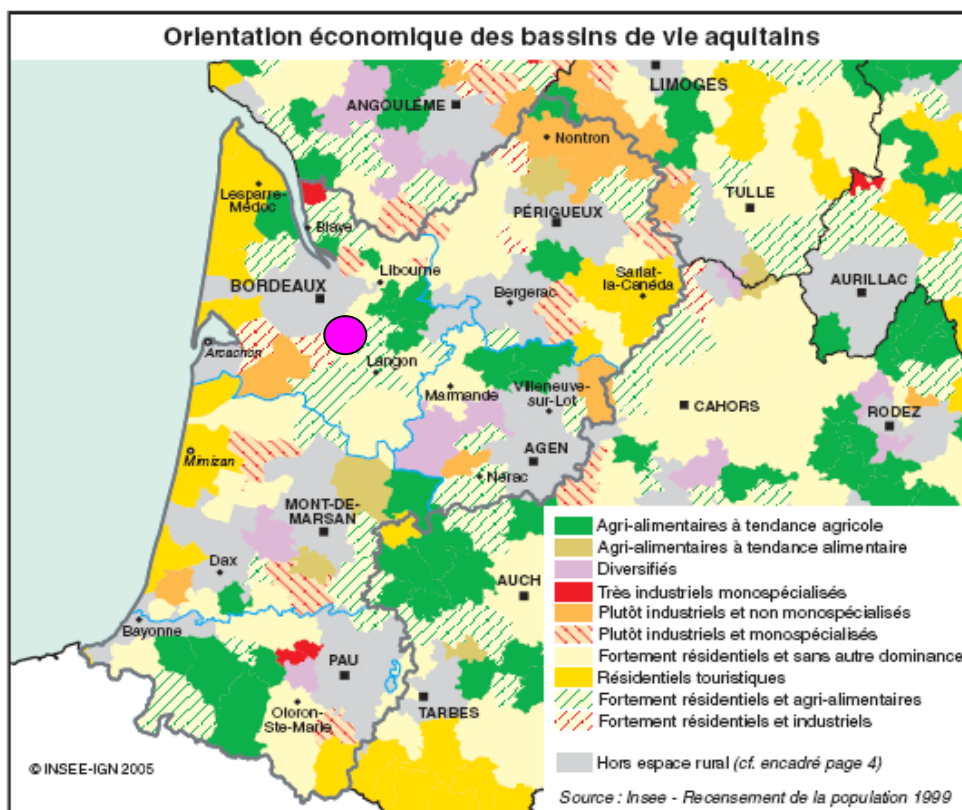 Orientation économique des bassins de vie aquitains
LIMOGES
ANGOULÊME
Nontron
Lesparre-
Médoc
TULLE
PÉRIGUEUX
Blaye
Libourne
Sarlat-
la-Canéda
AURILLAC
BORDEAUX
Bergerac
Arcachon
Langon
Marmande
Villeneuve-
sur-Lot
CAHORS
RODEZ
AGEN
Mimizan
Nérac
MONT-DE-
MARSAN
Dax
AUCH
Bayonne
PAU
TARBES
Oloron-
Ste-Marie
Agri-alimentaires à tendance agricole
Agri-alimentaires à tendance alimentaire
Diversifiés
Très industriels monospécialisés
Plutôt industriels et non monospécialisés
Plutôt industriels et monospécialisés
Fortement résidentiels et sans autre dominance
Résidentiels touristiques
Fortement résidentiels et agri-alimentaires
Fortement résidentiels et industriels
Hors espace rural (cf. encadré page 4)
© INSEE-IGN 2005
Source : Insee - Recensement de la population 1999